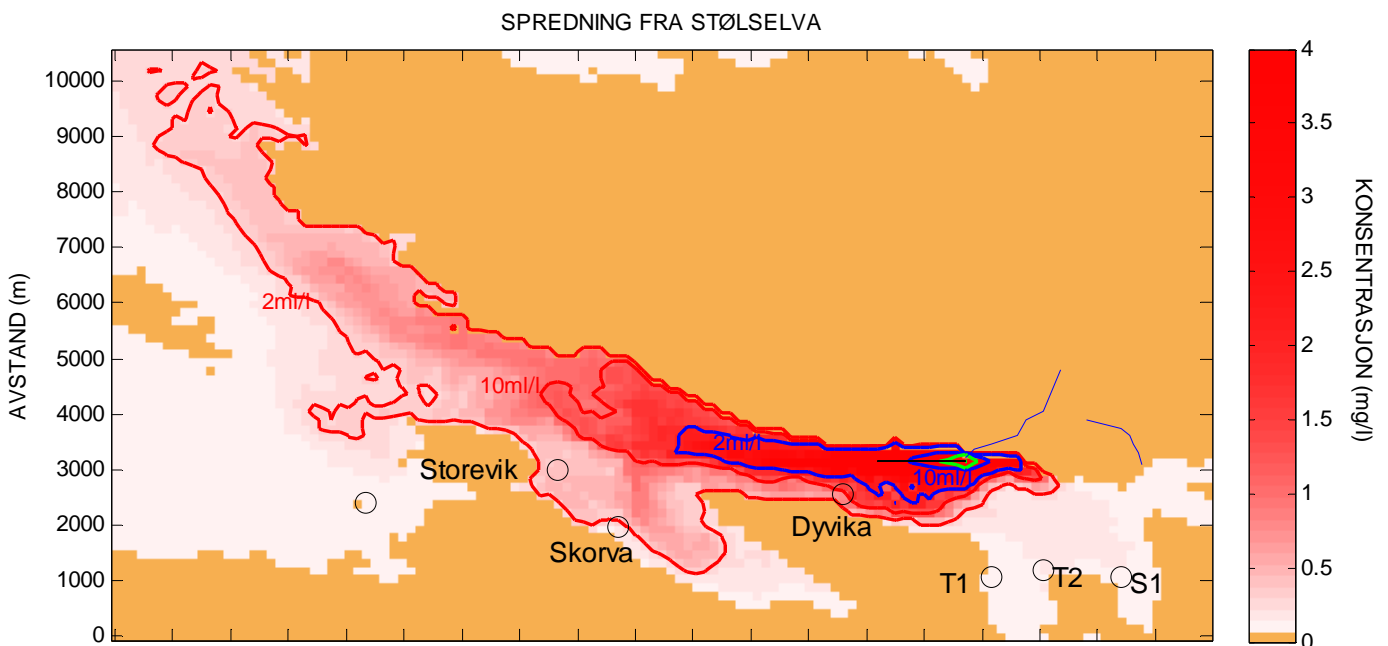 SPREDNING FRA STØLSELVA
AVSTAND (m)
10000
9000
8000
7000
6000
5000
4000
3000
2000
1000
0
2ml/l
10ml/l
2ml/l
10ml/l
Storevik
Skorva
Dyvika
T1
T2
S1
4
3.5
3
2.5
2
1.5
1
0.5
0
KONSENTRASJON (mg/l)